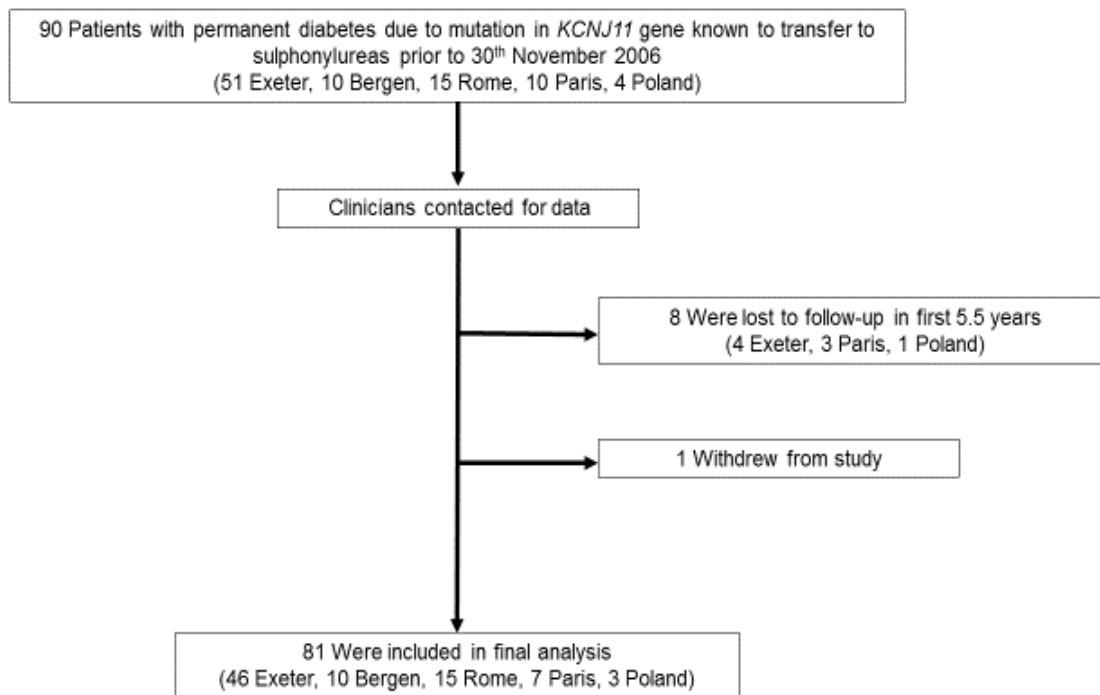 90 Patients with permanent diabetes due to mutation in KCNJ11 gene known to transfer to
sulphonylureas prior to 30th November 2006
(51 Exeter, 10 Bergen, 15 Rome, 10 Paris, 4 Poland)
Clinicians contacted for data
8 Were lost to follow-up in first 5.5 years
(4 Exeter, 3 Paris, 1 Poland)
1 Withdrew from study
81 Were included in final analysis
(46 Exeter, 10 Bergen, 15 Rome, 7 Paris, 3 Poland)